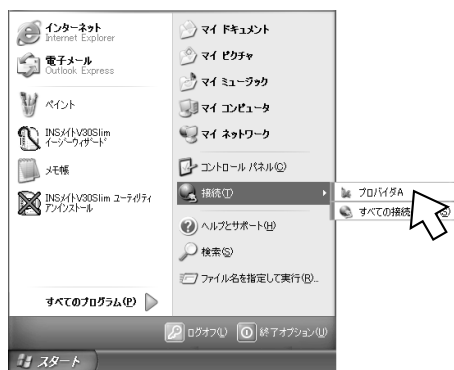 インターネット
Internet Explorer
電子メール
Outlook Express
ペイント
INSメイトV30Slim
イージーウィザード
メモ帳
INSメイトV30Slim ユーティリティ
アンインストール
すべてのプログラム(P)
マイ ドキュメント
マイ ピクチャ
マイ ミュージック
マイ コンピュータ
マイ ネットワーク
コントロール パネル(C)
接続(T)
ヘルプとサポート(H)
検索(S)
ファイル名を指定して実行(R)...
プロバイダA
すべての接続
ログオフ(L)
終了オプション(U)
スタート